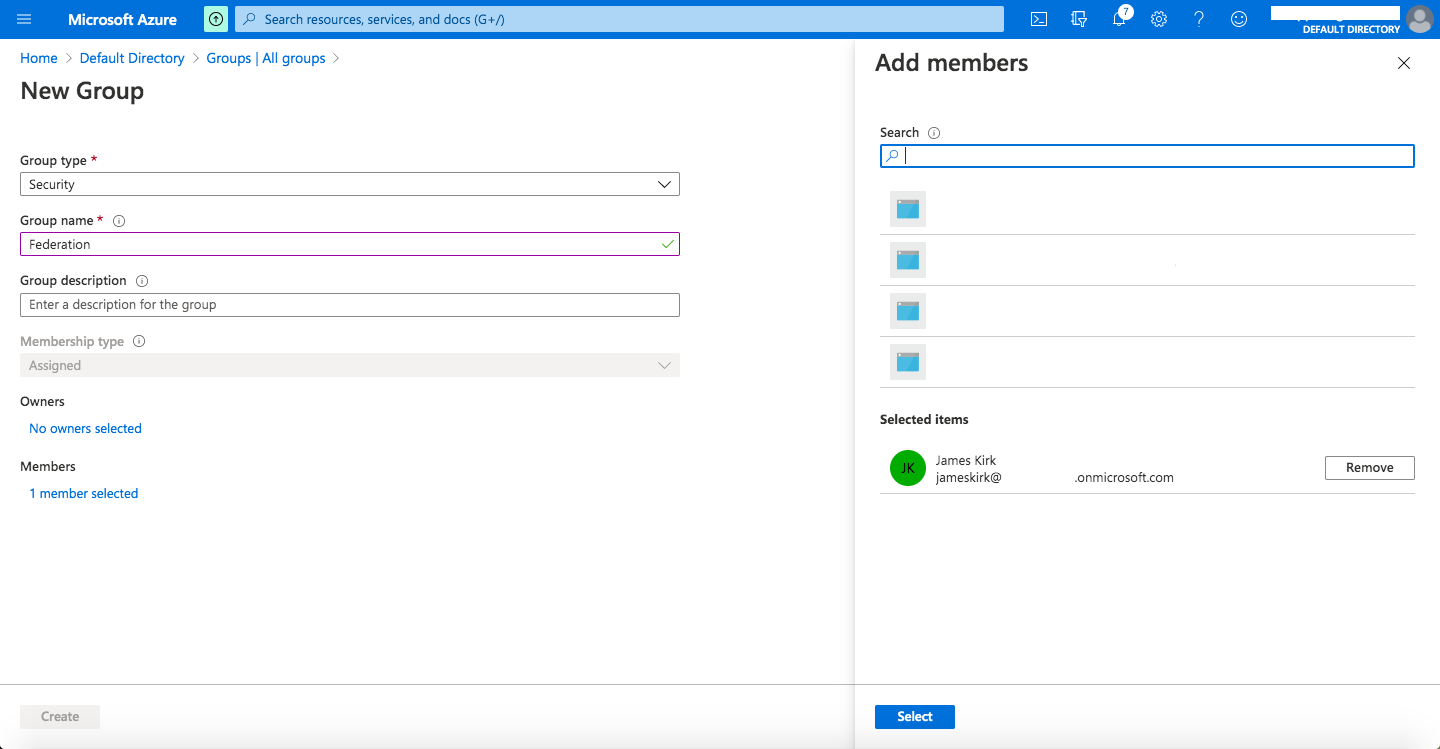 Microsoft Azure
Search resources, services, and docs (G+/)
7
DEFAULT DIRECTORY
Home > Default Directory > Groups | All groups >
New Group
Group type *
Security
Group name *
Federation
Group description
Enter a description for the group
Membership type
Assigned
Owners
No owners selected
Members
1 member selected
Create
Add members
Search
Selected items
JK
James Kirk
jameskirk@ .onmicrosoft.com
Remove
Select